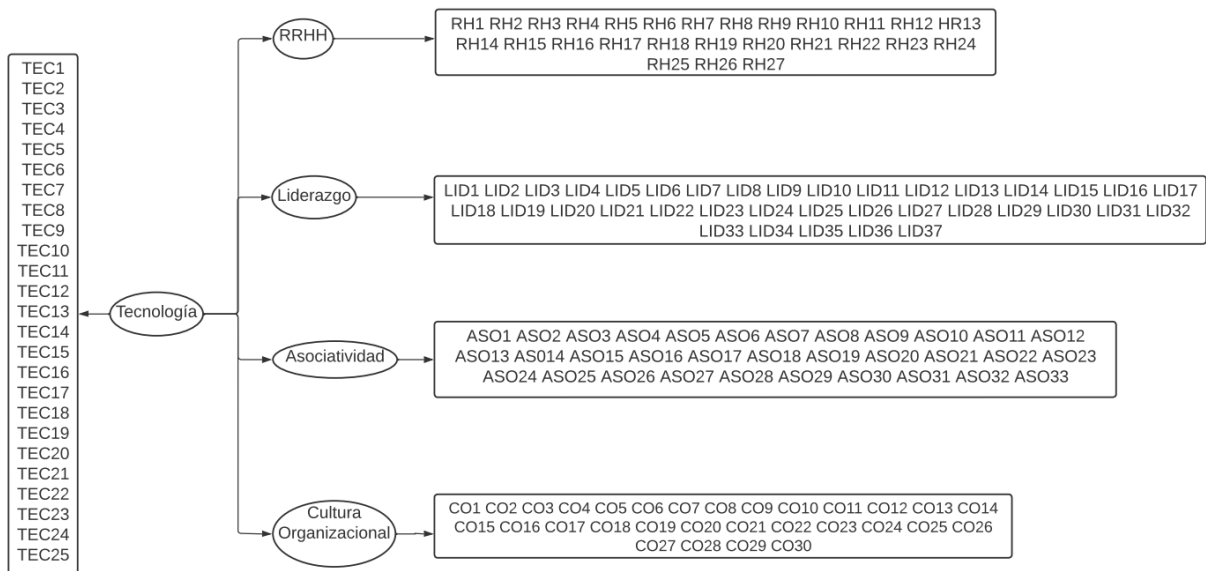 TEC1
TEC2
TEC3
TEC4
TEC5
TEC6
TEC7
TEC8
TEC9
TEC10
TEC11
TEC12
TEC13
TEC14
TEC15
TEC16
TEC17
TEC18
TEC19
TEC20
TEC21
TEC22
TEC23
TEC24
TEC25
Tecnología
RRHH
RH1 RH2 RH3 RH4 RH5 RH6 RH7 RH8 RH9 RH10 RH11 RH12 HR13
RH14 RH15 RH16 RH17 RH18 RH19 RH20 RH21 RH22 RH23 RH24
RH25 RH26 RH27
Liderazgo
LID1 LID2 LID3 LID4 LID5 LID6 LID7 LID8 LID9 LID10 LID11 LID12 LID13 LID14 LID15 LID16 LID17
LID18 LID19 LID20 LID21 LID22 LID23 LID24 LID25 LID26 LID27 LID28 LID29 LID30 LID31 LID32
LID33 LID34 LID35 LID36 LID37
Asociatividad
ASO1 ASO2 ASO3 ASO4 ASO5 ASO6 ASO7 ASO8 ASO9 ASO10 ASO11 ASO12
ASO13 AS014 ASO15 ASO16 ASO17 ASO18 ASO19 ASO20 ASO21 ASO22 ASO23
ASO24 ASO25 ASO26 ASO27 ASO28 ASO29 ASO30 ASO31 ASO32 ASO33
Cultura
Organizacional
CO1 CO2 CO3 CO4 CO5 CO6 CO7 CO8 CO9 CO10 CO11 CO12 CO13 CO14
CO15 CO16 CO17 CO18 CO19 CO20 CO21 CO22 CO23 CO24 CO25 CO26
CO27 CO28 CO29 CO30